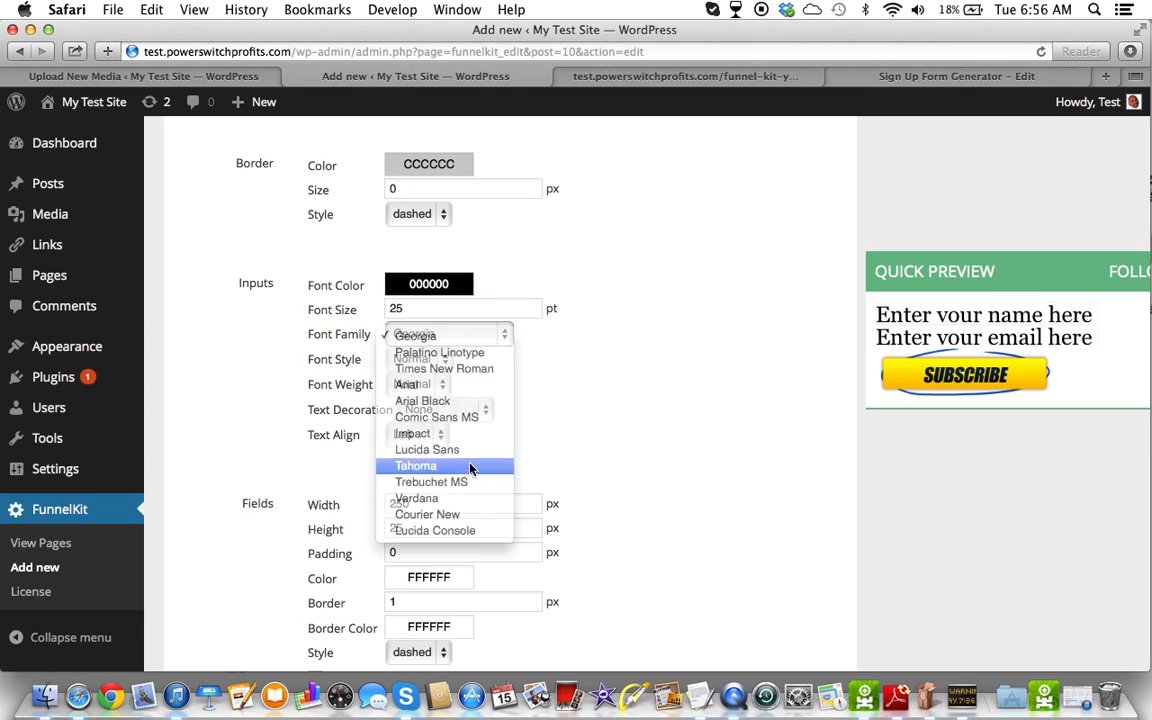 Safari File Edit View History Bookmarks Develop Window Help 18% Tue 6:56 AM
Add new ‹ My Test Site — WordPress
test.powerswitchprofits.com/wp-admin/admin.php?page=funnelkit_edit&post=10&action=edit Reader
Upload New Media ‹ My Test Site — WordPress Add new ‹ My Test Site — WordPress test.powerswitchprofits.com/funnel-kit-y... Sign Up Form Generator – Edit
My Test Site 2 0 + New Howdy, Test
Dashboard
Posts
Media
Links
Pages
Comments
Appearance
Plugins 1
Users
Tools
Settings
FunnelKit
View Pages
Add new
License
Collapse menu
Border Color CCCCCC
Size 0 px
Style dashed
Inputs Font Color 000000
Font Size 25 pt
Font Family Georgia
Font Style Normal
Font Weight Normal
Text Decoration None
Text Align
✓ Georgia
Palatino Linotype
Times New Roman
Arial
Arial Black
Comic Sans MS
Impact
Lucida Sans
Tahoma
Trebuchet MS
Verdana
Courier New
Lucida Console
Fields Width 250 px
Height 25 px
Padding 0 px
Color FFFFFF
Border 1 px
Border Color FFFFFF
Style dashed
QUICK PREVIEW FOLL
Enter your name here
Enter your email here
SUBSCRIBE
15
WARNIN